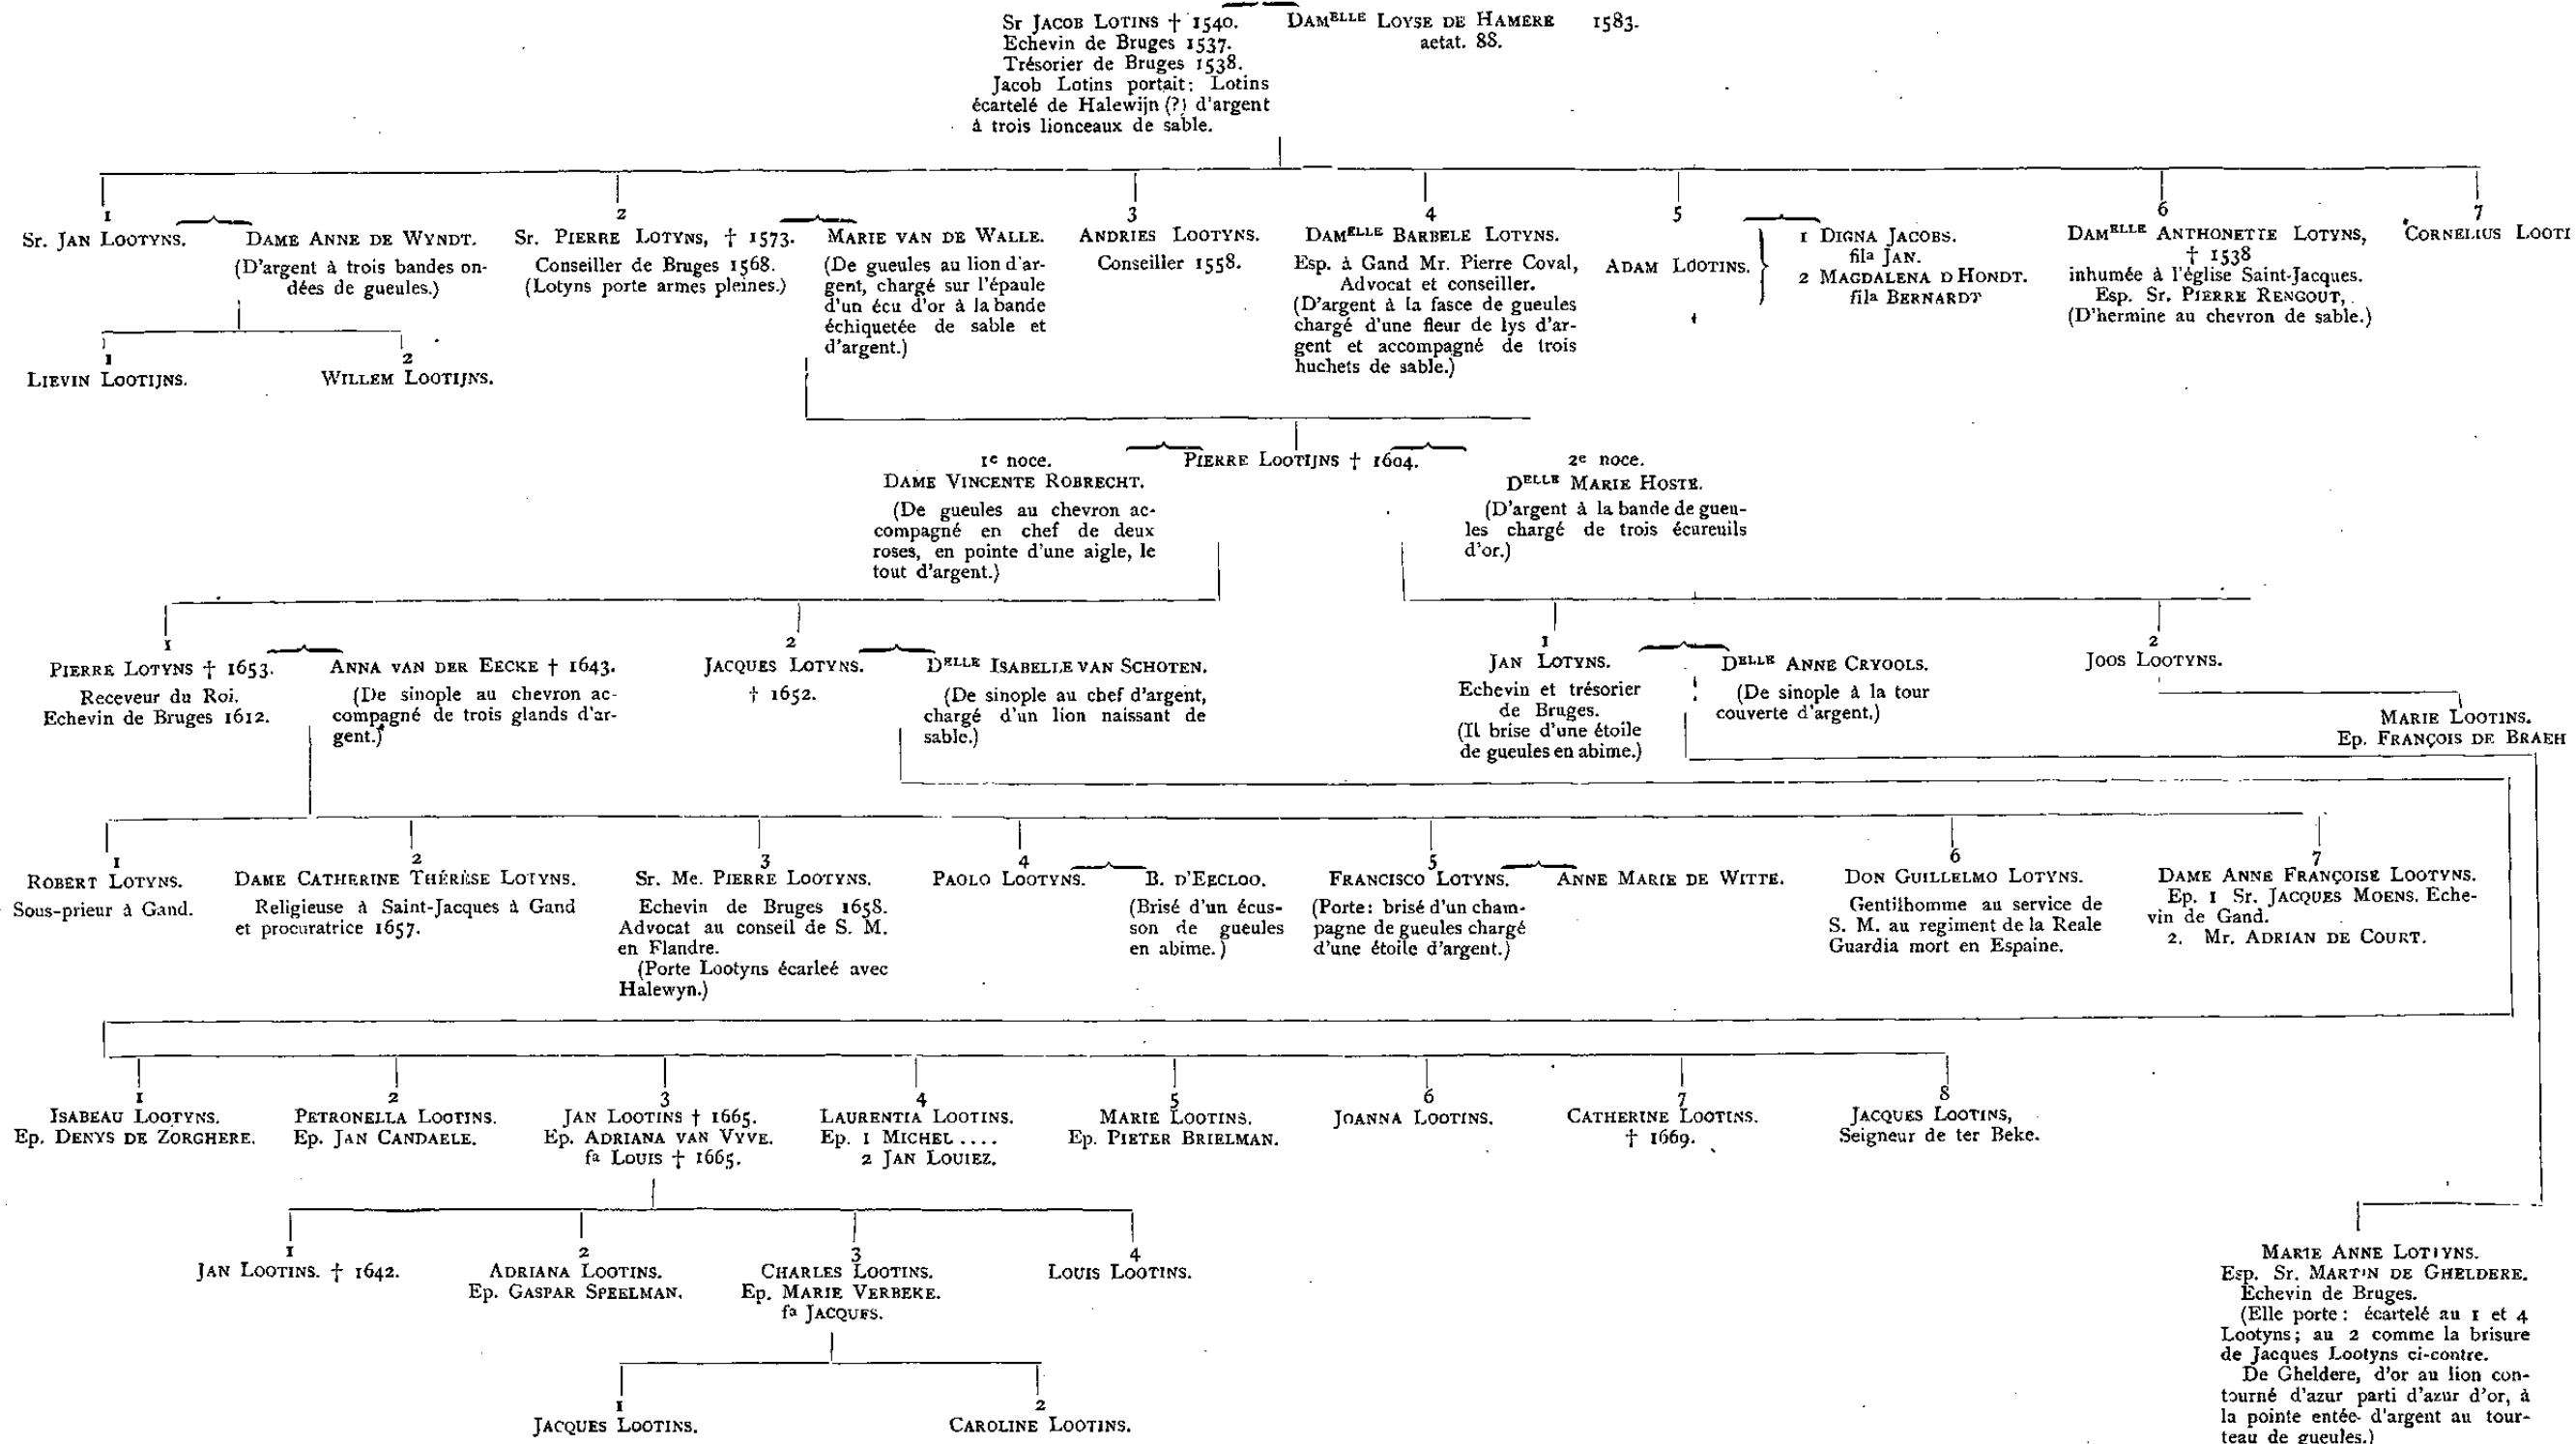 Sr JACOB LOTINS † 1540.
Echevin de Bruges 1537.
Trésorier de Bruges 1538.
Jacob Lotins portait: Lotins
écartelé de Halewijn (?) d'argent
à trois lionceaux de sable.
DAMELLE LOYSE DE HAMERE 1583.
aetat. 88.
1
Sr. JAN LOOTYNS.
DAME ANNE DE WYNDT.
(D'argent à trois bandes on-
dées de gueules.)
2
Sr. PIERRE LOTYNS, † 1573.
Conseiller de Bruges 1568.
(Lotyns porte armes pleines.)
MARIE VAN DE WALLE.
(De gueules au lion d'ar-
gent, chargé sur l'épaule
d'un écu d'or à la bande
échiquetée de sable et
d'argent.)
3
ANDRIES LOOTYNS.
Conseiller 1558.
4
DAMELLE BARBELE LOTYNS.
Esp. à Gand Mr. Pierre Coval,
Advocat et conseiller.
(D'argent à la fasce de gueules
chargé d'une fleur de lys d'ar-
gent et accompagné de trois
huchets de sable.)
5
ADAM LOOTINS.
1 DIGNA JACOBS.
fila JAN.
2 MAGDALENA D HONDT.
fila BERNARDT
6
DAMELLE ANTHONETTE LOTYNS,
† 1538
inhumée à l'église Saint-Jacques.
Esp. Sr. PIERRE RENGOUT,
(D'hermine au chevron de sable.)
7
CORNELIUS LOOTI
1
LIEVIN LOOTIJNS.
2
WILLEM LOOTIJNS.
1e noce.
DAME VINCENTE ROBRECHT.
(De gueules au chevron ac-
compagné en chef de deux
roses, en pointe d'une aigle, le
tout d'argent.)
PIERRE LOOTIJNS † 1604.
2e noce.
DELLE MARIE HOSTE.
(D'argent à la bande de gueu-
les chargé de trois écureuils
d'or.)
1
PIERRE LOTYNS † 1653.
Receveur du Roi.
Echevin de Bruges 1612.
ANNA VAN DER EECKE † 1643.
(De sinople au chevron ac-
compagné de trois glands d'ar-
gent.)
2
JACQUES LOTYNS.
† 1652.
DELLE ISABELLE VAN SCHOTEN.
(De sinople au chef d'argent,
chargé d'un lion naissant de
sable.)
1
JAN LOTYNS.
Echevin et trésorier
de Bruges.
(Il brise d'une étoile
de gueules en abime.)
DELLE ANNE CRYOOLS.
(De sinople à la tour
couverte d'argent.)
2
JOOS LOOTYNS.
MARIE LOOTINS.
Ep. FRANÇOIS DE BRAEH
1
ROBERT LOTYNS.
Sous-prieur à Gand.
2
DAME CATHERINE THÉRÈSE LOTYNS.
Religieuse à Saint-Jacques à Gand
et procuratrice 1657.
3
Sr. Me. PIERRE LOOTYNS.
Echevin de Bruges 1658.
Advocat au conseil de S. M.
en Flandre.
(Porte Lootyns écarleé avec
Halewyn.)
4
PAOLO LOOTYNS.
B. D'EECLOO.
(Brisé d'un écus-
son de gueules
en abime.)
5
FRANCISCO LOTYNS.
(Porte: brisé d'un cham-
pagne de gueules chargé
d'une étoile d'argent.)
ANNE MARIE DE WITTE.
6
DON GUILLELMO LOTYNS.
Gentilhomme au service de
S. M. au regiment de la Reale
Guardia mort en Espaine.
7
DAME ANNE FRANÇOISE LOOTYNS.
Ep. 1 Sr. JACQUES MOENS. Eche-
vin de Gand.
2. Mr. ADRIAN DE COURT.
1
ISABEAU LOOTYNS.
Ep. DENYS DE ZORGHERE.
2
PETRONELLA LOOTINS.
Ep. JAN CANDAELE.
3
JAN LOOTINS † 1665.
Ep. ADRIANA VAN VYVE.
fa LOUIS † 1665.
4
LAURENTIA LOOTINS.
Ep. 1 MICHEL ....
2 JAN LOUIEZ.
5
MARIE LOOTINS.
Ep. PIETER BRIELMAN.
6
JOANNA LOOTINS.
7
CATHERINE LOOTINS.
† 1669.
8
JACQUES LOOTINS,
Seigneur de ter Beke.
1
JAN LOOTINS. † 1642.
2
ADRIANA LOOTINS.
Ep. GASPAR SPEELMAN.
3
CHARLES LOOTINS.
Ep. MARIE VERBEKE.
fa JACQUES.
4
LOUIS LOOTINS.
MARIE ANNE LOTIYNS.
Esp. Sr. MARTIN DE GHELDERE.
Echevin de Bruges.
(Elle porte: écartelé au 1 et 4
Lootyns; au 2 comme la brisure
de Jacques Lootyns ci-contre.
De Gheldere, d'or au lion con-
tourné d'azur parti d'azur d'or, à
la pointe entée d'argent au tour-
teau de gueules.)
1
JACQUES LOOTINS.
2
CAROLINE LOOTINS.